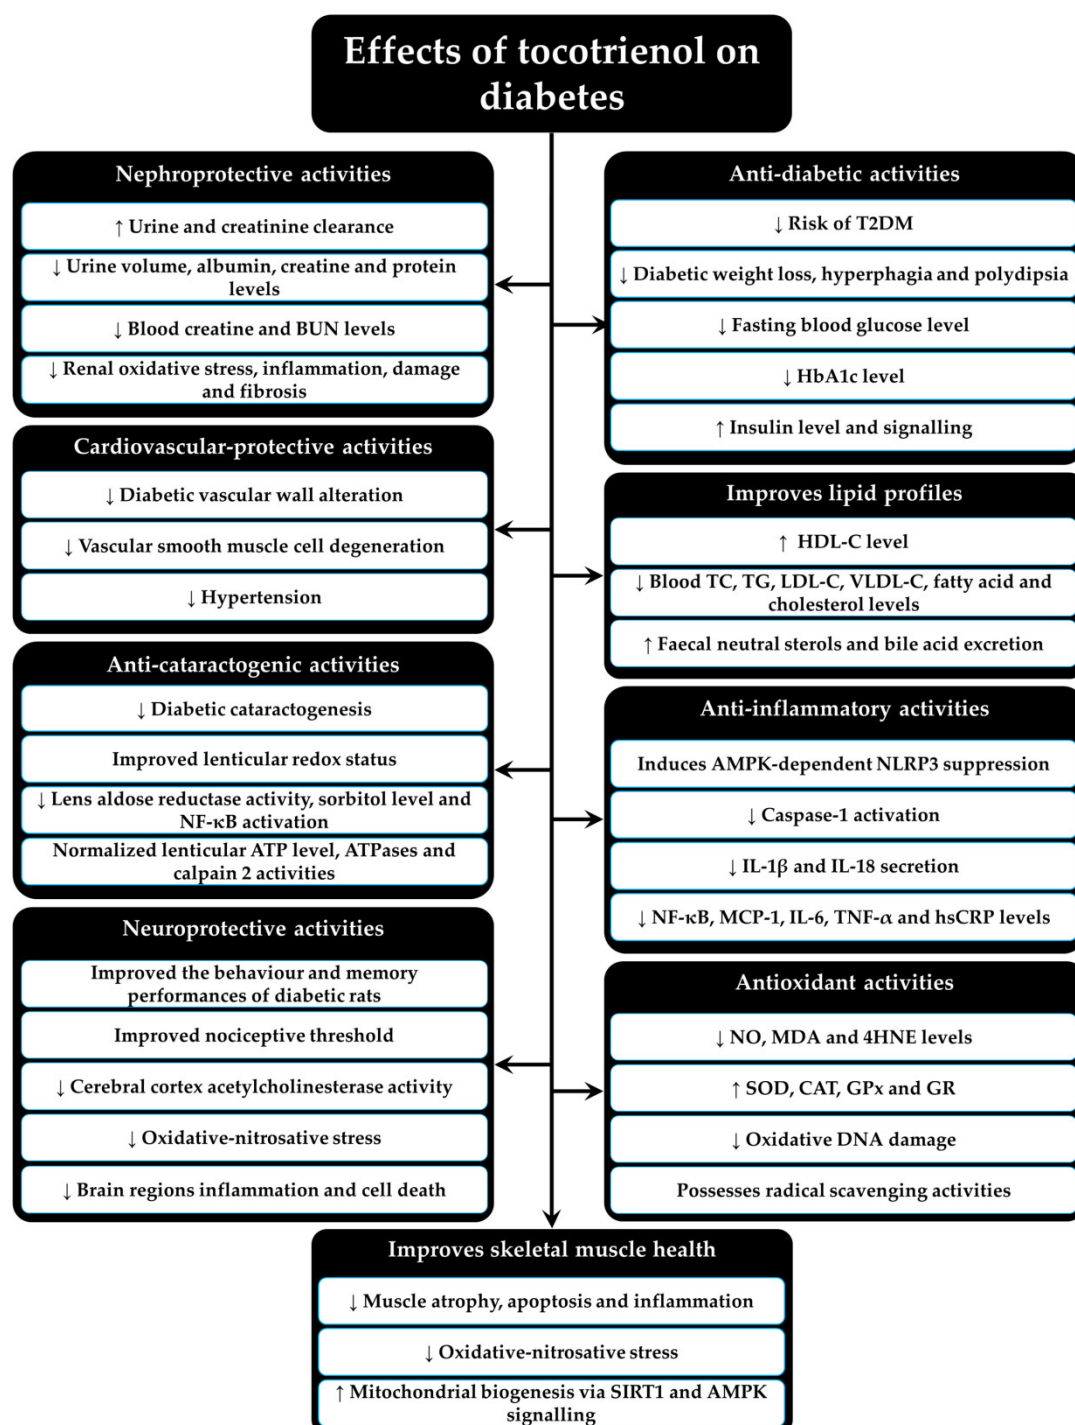 Effects of tocotrienol on
diabetes
Nephroprotective activities
↑ Urine and creatinine clearance
↓ Urine volume, albumin, creatine and protein
levels
↓ Blood creatine and BUN levels
↓ Renal oxidative stress, inflammation, damage
and fibrosis
Cardiovascular-protective activities
↓ Diabetic vascular wall alteration
↓ Vascular smooth muscle cell degeneration
↓ Hypertension
Anti-cataractogenic activities
↓ Diabetic cataractogenesis
Improved lenticular redox status
↓ Lens aldose reductase activity, sorbitol level and
NF-κB activation
Normalized lenticular ATP level, ATPases and
calpain 2 activities
Neuroprotective activities
Improved the behaviour and memory
performances of diabetic rats
Improved nociceptive threshold
↓ Cerebral cortex acetylcholinesterase activity
↓ Oxidative-nitrosative stress
↓ Brain regions inflammation and cell death
Anti-diabetic activities
↓ Risk of T2DM
↓ Diabetic weight loss, hyperphagia and polydipsia
↓ Fasting blood glucose level
↓ HbA1c level
↑ Insulin level and signalling
Improves lipid profiles
↑ HDL-C level
↓ Blood TC, TG, LDL-C, VLDL-C, fatty acid and
cholesterol levels
↑ Faecal neutral sterols and bile acid excretion
Anti-inflammatory activities
Induces AMPK-dependent NLRP3 suppression
↓ Caspase-1 activation
↓ IL-1β and IL-18 secretion
↓ NF-κB, MCP-1, IL-6, TNF-α and hsCRP levels
Antioxidant activities
↓ NO, MDA and 4HNE levels
↑ SOD, CAT, GPx and GR
↓ Oxidative DNA damage
Possesses radical scavenging activities
Improves skeletal muscle health
↓ Muscle atrophy, apoptosis and inflammation
↓ Oxidative-nitrosative stress
↑ Mitochondrial biogenesis via SIRT1 and AMPK
signalling